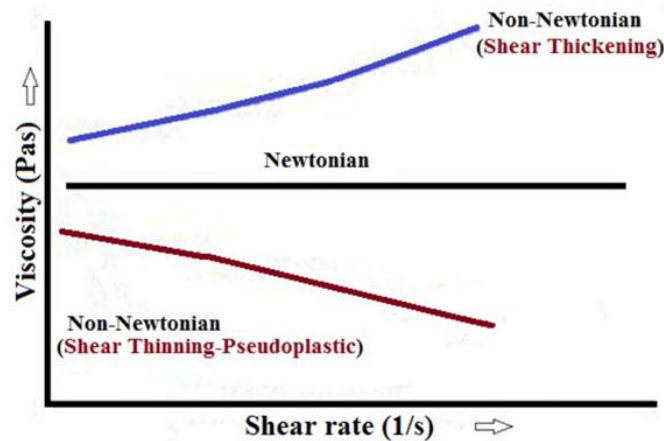 Non-Newtonian
(Shear Thickening)
Newtonian
Viscosity (Pas)
Non-Newtonian
(Shear Thinning-Pseudoplastic)
Shear rate (1/s)